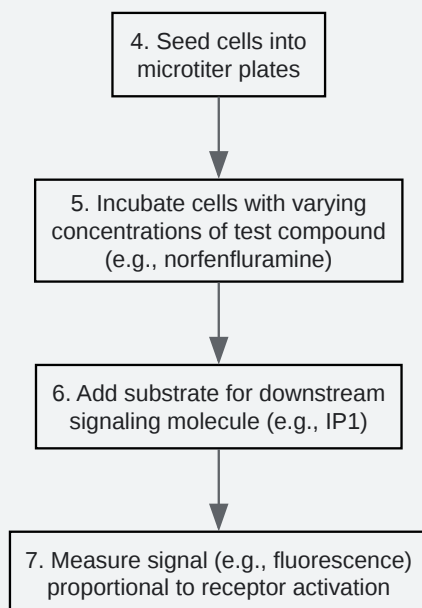 4. Seed cells into
microtiter plates
5. Incubate cells with varying
concentrations of test compound
(e.g., norfenfluramine)
6. Add substrate for downstream
signaling molecule (e.g., IP1)
7. Measure signal (e.g., fluorescence)
proportional to receptor activation